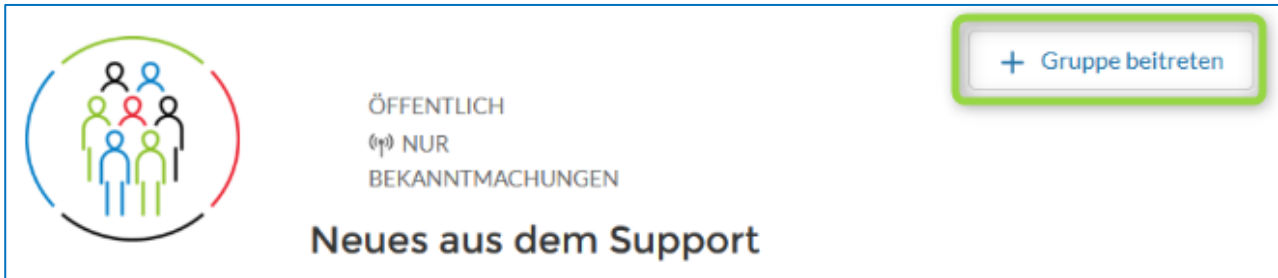 + Gruppe beitreten
ÖFFENTLICH
NUR
BEKANNTMACHUNGEN
Neues aus dem Support